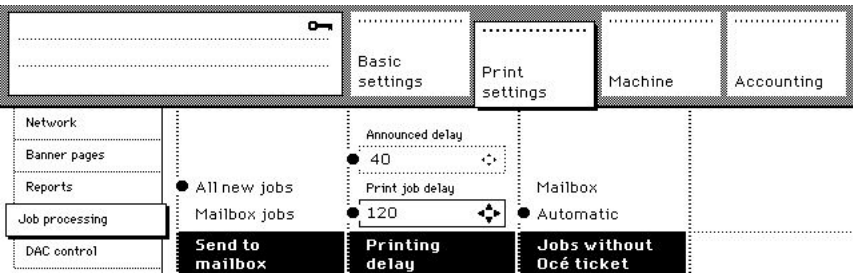 Basic
settings
Print
settings
Machine
Accounting
Network
Banner pages
Reports
Job processing
DAC control
All new jobs
Mailbox jobs
Send to
mailbox
Announced delay
40
Print job delay
120
Printing
delay
Mailbox
Automatic
Jobs without
Océ ticket